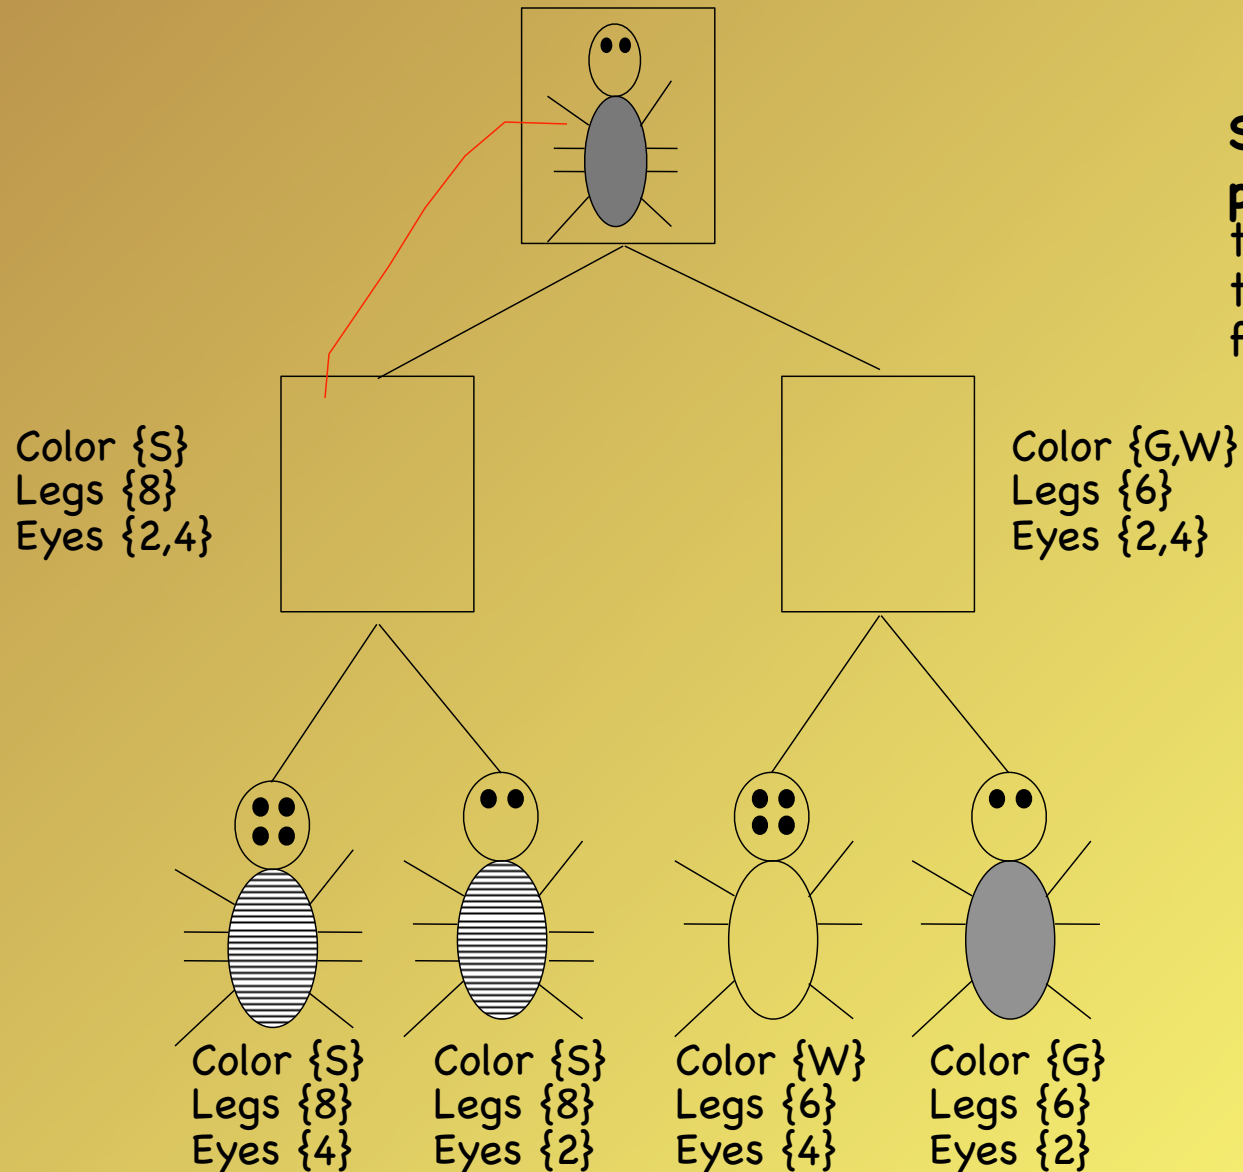 Color {S}
Legs {8}
Eyes {2,4}
Color {G,W}
Legs {6}
Eyes {2,4}
Color {S}
Legs {8}
Eyes {4}
Color {S}
Legs {8}
Eyes {2}
Color {W}
Legs {6}
Eyes {4}
Color {G}
Legs {6}
Eyes {2}